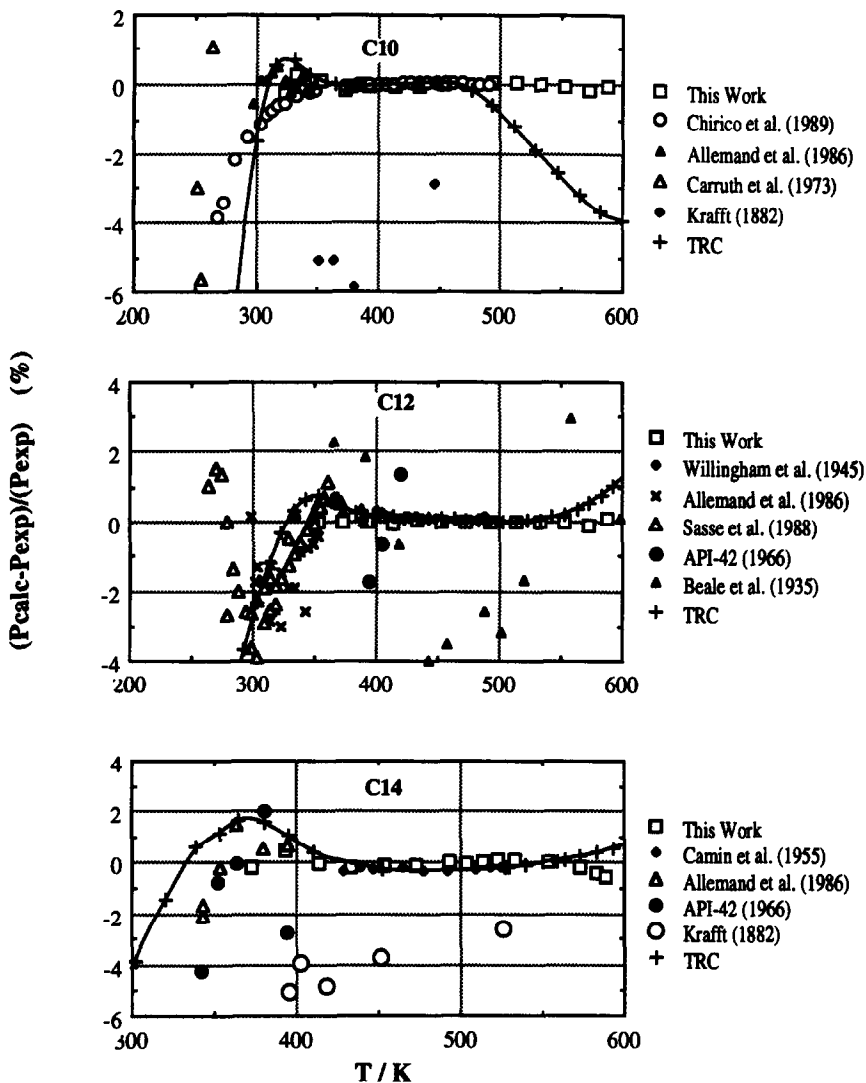 (Pcalc-Pexp)/(Pexp) (%)
2
0
-2
-4
-6
200
300
400
500
600
C10
This Work
Chirico et al. (1989)
Allemand et al. (1986)
Carruth et al. (1973)
Krafft (1882)
TRC
4
2
0
-2
-4
200
300
400
500
600
C12
This Work
Willingham et al. (1945)
Allemand et al. (1986)
Sasse et al. (1988)
API-42 (1966)
Beale et al. (1935)
TRC
4
2
0
-2
-4
-6
300
400
500
600
C14
This Work
Camin et al. (1955)
Allemand et al. (1986)
API-42 (1966)
Krafft (1882)
TRC
T / K